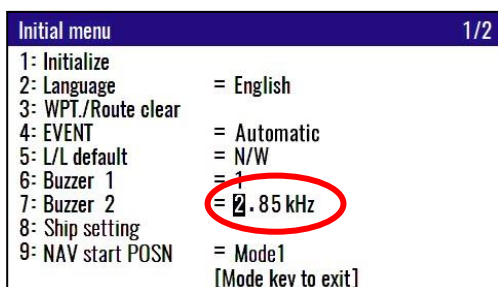 Initial menu 1/2
1: Initialize
2: Language = English
3: WPT./Route clear
4: EVENT = Automatic
5: L/L default = N/W
6: Buzzer 1 = 1
7: Buzzer 2 = 2.85 kHz
8: Ship setting
9: NAV start POSN = Mode1
[Mode key to exit]